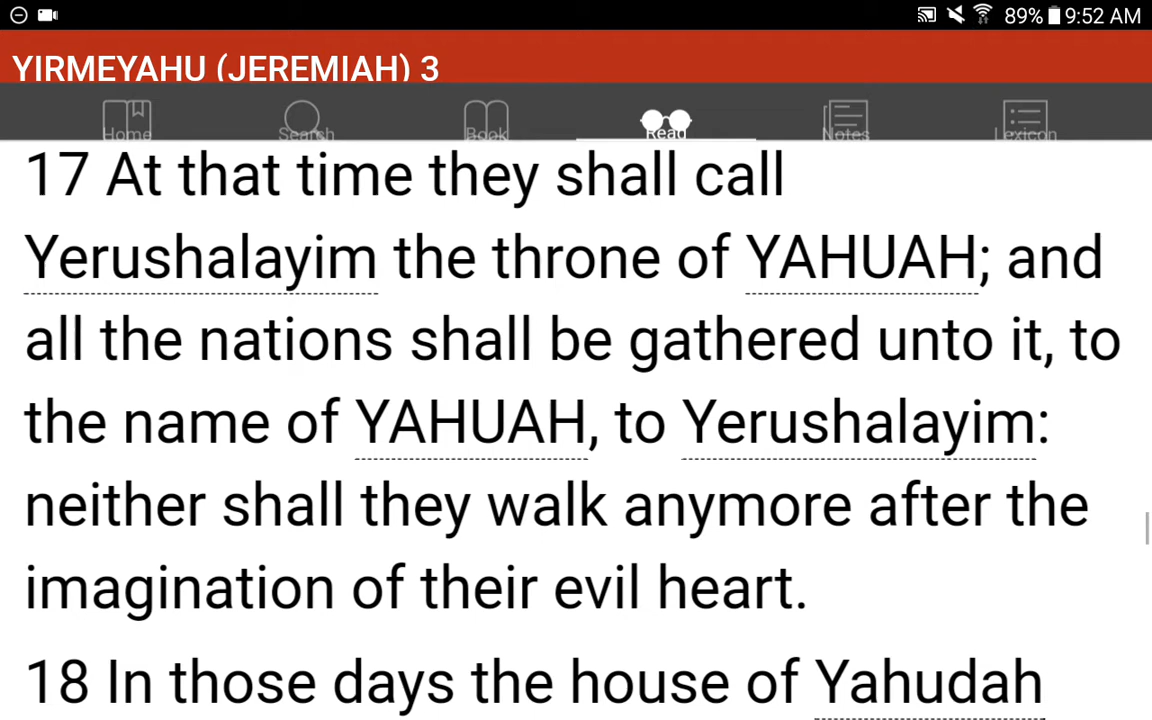 89% 9:52 AM
YIRMEYAHU (JEREMIAH) 3
Home Search Book Read Notes Lexicon
17 At that time they shall call
Yerushalayim the throne of YAHUAH; and
all the nations shall be gathered unto it, to
the name of YAHUAH, to Yerushalayim:
neither shall they walk anymore after the
imagination of their evil heart.
18 In those days the house of Yahudah